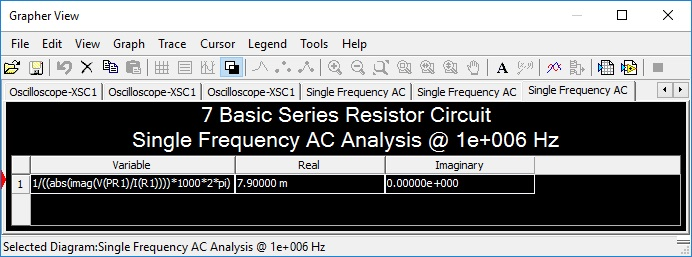 Grapher View
File Edit View Graph Trace Cursor Legend Tools Help
Oscilloscope-XSC1 Oscilloscope-XSC1 Oscilloscope-XSC1 Single Frequency AC Single Frequency AC Single Frequency AC
7 Basic Series Resistor Circuit
Single Frequency AC Analysis @ 1e+006 Hz
Variable Real Imaginary
1 1/((abs(imag(V(PR1)/I(R1))))*1000*2*pi) 7.90000 m 0.00000e+000
Selected Diagram:Single Frequency AC Analysis @ 1e+006 Hz